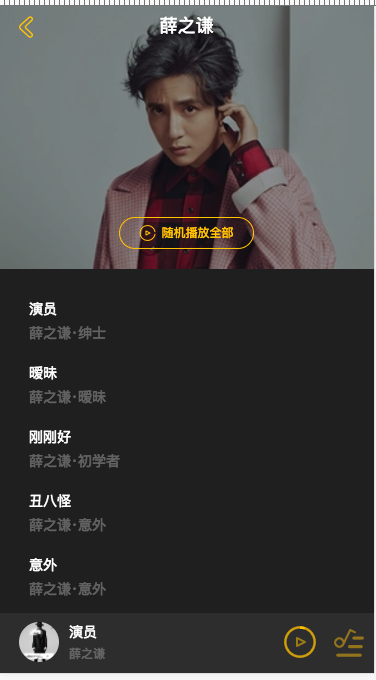 薛之谦
随机播放全部
演员
薛之谦·绅士
暧昧
薛之谦·暧昧
刚刚好
薛之谦·初学者
丑八怪
薛之谦·意外
意外
薛之谦·意外
演员
薛之谦